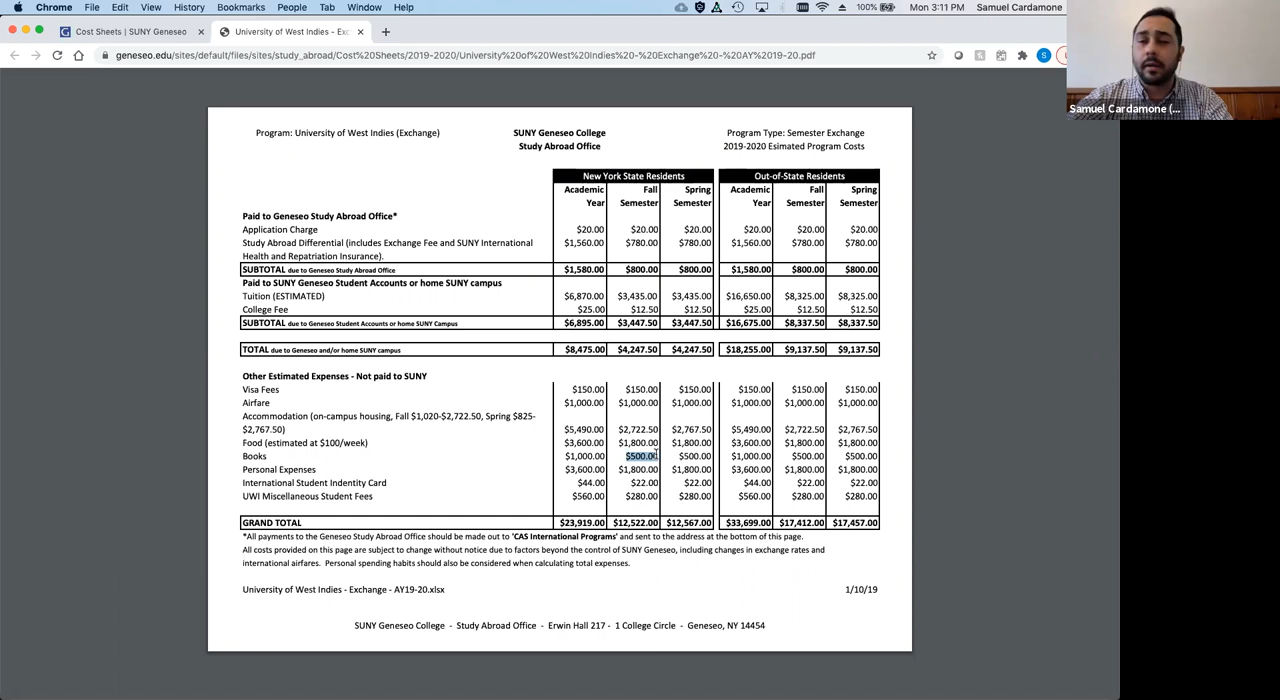 Chrome File Edit View History Bookmarks People Tab Window Help 100% Mon 3:11 PM Samuel Cardamone
Cost Sheets | SUNY Geneseo × University of West Indies - Exc × +
geneseo.edu/sites/default/files/sites/study_abroad/Cost%20Sheets/2019-2020/University%20of%20West%20Indies%20-%20Exchange%20-%20AY%2019-20.pdf S
Samuel Cardamone (...
Program: University of West Indies (Exchange) SUNY Geneseo College Program Type: Semester Exchange
Study Abroad Office 2019-2020 Esimated Program Costs
New York State Residents Out-of-State Residents
Academic Fall Spring Academic Fall Spring
Year Semester Semester Year Semester Semester
Paid to Geneseo Study Abroad Office*
Application Charge $20.00 $20.00 $20.00 $20.00 $20.00 $20.00
Study Abroad Differential (includes Exchange Fee and SUNY International $1,560.00 $780.00 $780.00 $1,560.00 $780.00 $780.00
Health and Repatriation Insurance).
SUBTOTAL due to Geneseo Study Abroad Office $1,580.00 $800.00 $800.00 $1,580.00 $800.00 $800.00
Paid to SUNY Geneseo Student Accounts or home SUNY campus
Tuition (ESTIMATED) $6,870.00 $3,435.00 $3,435.00 $16,650.00 $8,325.00 $8,325.00
College Fee $25.00 $12.50 $12.50 $25.00 $12.50 $12.50
SUBTOTAL due to Geneseo Student Accounts or home SUNY Campus $6,895.00 $3,447.50 $3,447.50 $16,675.00 $8,337.50 $8,337.50
TOTAL due to Geneseo and/or home SUNY campus $8,475.00 $4,247.50 $4,247.50 $18,255.00 $9,137.50 $9,137.50
Other Estimated Expenses - Not paid to SUNY
Visa Fees $150.00 $150.00 $150.00 $150.00 $150.00 $150.00
Airfare $1,000.00 $1,000.00 $1,000.00 $1,000.00 $1,000.00 $1,000.00
Accommodation (on-campus housing, Fall $1,020-$2,722.50, Spring $825-
$2,767.50) $5,490.00 $2,722.50 $2,767.50 $5,490.00 $2,722.50 $2,767.50
Food (estimated at $100/week) $3,600.00 $1,800.00 $1,800.00 $3,600.00 $1,800.00 $1,800.00
Books $1,000.00 $500.00 $500.00 $1,000.00 $500.00 $500.00
Personal Expenses $3,600.00 $1,800.00 $1,800.00 $3,600.00 $1,800.00 $1,800.00
International Student Indentity Card $44.00 $22.00 $22.00 $44.00 $22.00 $22.00
UWI Miscellaneous Student Fees $560.00 $280.00 $280.00 $560.00 $280.00 $280.00
GRAND TOTAL $23,919.00 $12,522.00 $12,567.00 $33,699.00 $17,412.00 $17,457.00
*All payments to the Geneseo Study Abroad Office should be made out to 'CAS International Programs' and sent to the address at the bottom of this page.
All costs provided on this page are subject to change without notice due to factors beyond the control of SUNY Geneseo, including changes in exchange rates and
international airfares. Personal spending habits should also be considered when calculating total expenses.
University of West Indies - Exchange - AY19-20.xlsx 1/10/19
SUNY Geneseo College - Study Abroad Office - Erwin Hall 217 - 1 College Circle - Geneseo, NY 14454